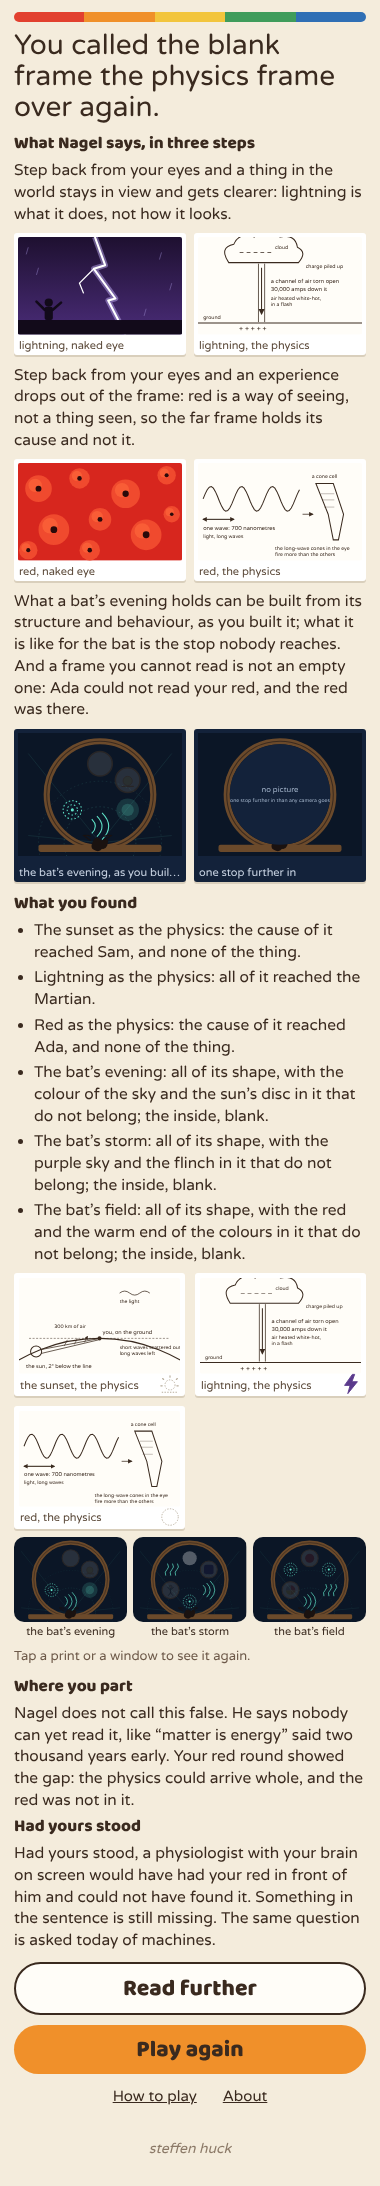 You called the blank
frame the physics frame
over again.
What Nagel says, in three steps
Step back from your eyes and a thing in the
world stays in view and gets clearer: lightning is
what it does, not how it looks.
cloud
charge piled up
a channel of air torn open
30,000 amps down it
air heated white-hot,
in a flash
ground
+ + + + +
lightning, naked eye
lightning, the physics
Step back from your eyes and an experience
drops out of the frame: red is a way of seeing,
not a thing seen, so the far frame holds its
cause and not it.
a cone cell
one wave: 700 nanometres
light, long waves
the long-wave cones in the eye
fire more than the others
red, naked eye
red, the physics
What a bat’s evening holds can be built from its
structure and behaviour, as you built it; what it
is like for the bat is the stop nobody reaches.
And a frame you cannot read is not an empty
one: Ada could not read your red, and the red
was there.
no picture
one stop further in than any camera goes
the bat’s evening, as you buil…
one stop further in
What you found
• The sunset as the physics: the cause of it
reached Sam, and none of the thing.
• Lightning as the physics: all of it reached the
Martian.
• Red as the physics: the cause of it reached
Ada, and none of the thing.
• The bat’s evening: all of its shape, with the
colour of the sky and the sun’s disc in it that
do not belong; the inside, blank.
• The bat’s storm: all of its shape, with the
purple sky and the flinch in it that do not
belong; the inside, blank.
• The bat’s field: all of its shape, with the red
and the warm end of the colours in it that do
not belong; the inside, blank.
the light
300 km of air
you, on the ground
short waves scattered out
long waves left
the sun, 2° below the line
the sunset, the physics
cloud
charge piled up
a channel of air torn open
30,000 amps down it
air heated white-hot,
in a flash
ground
+ + + + +
lightning, the physics
a cone cell
one wave: 700 nanometres
light, long waves
the long-wave cones in the eye
fire more than the others
red, the physics
the bat’s evening
the bat’s storm
the bat’s field
Tap a print or a window to see it again.
Where you part
Nagel does not call this false. He says nobody
can yet read it, like “matter is energy” said two
thousand years early. Your red round showed
the gap: the physics could arrive whole, and the
red was not in it.
Had yours stood
Had yours stood, a physiologist with your brain
on screen would have had your red in front of
him and could not have found it. Something in
the sentence is still missing. The same question
is asked today of machines.
Read further
Play again
How to play
About
steffen huck